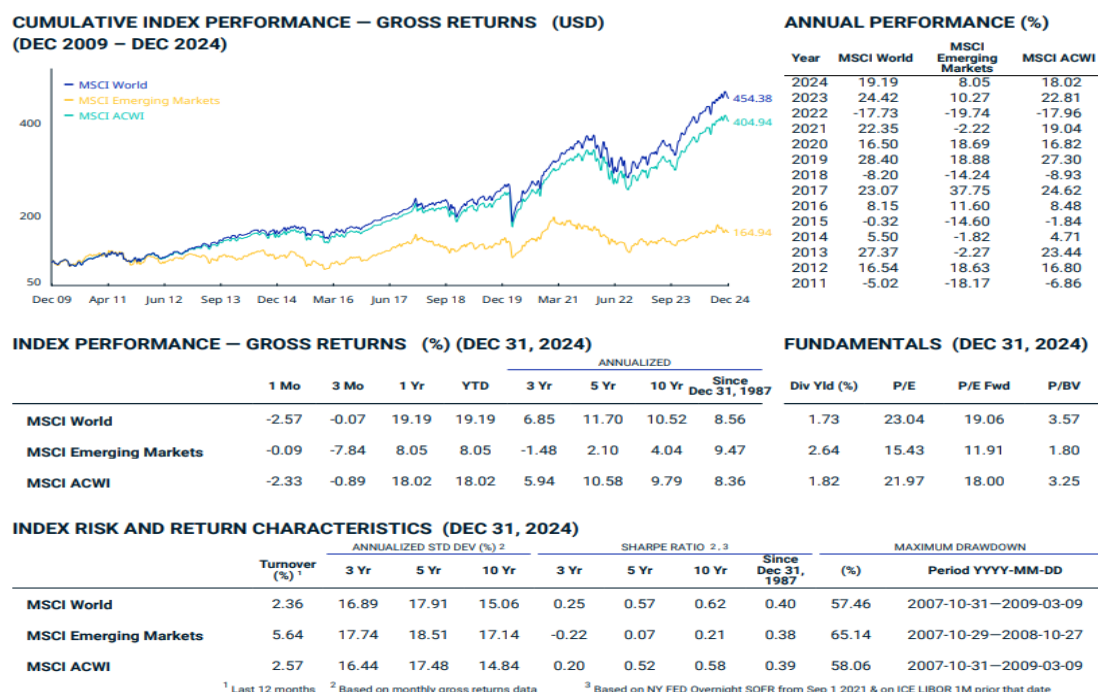 CUMULATIVE INDEX PERFORMANCE — GROSS RETURNS (USD)
(DEC 2009 – DEC 2024)
MSCI World
MSCI Emerging Markets
MSCI ACWI
454.38
404.94
164.94
400
200
50
Dec 09 Apr 11 Jun 12 Sep 13 Dec 14 Mar 16 Jun 17 Sep 18 Dec 19 Mar 21 Jun 22 Sep 23 Dec 24
ANNUAL PERFORMANCE (%)
Year MSCI World MSCI Emerging Markets MSCI ACWI
2024 19.19 8.05 18.02
2023 24.42 10.27 22.81
2022 -17.73 -19.74 -17.96
2021 22.35 -2.22 19.04
2020 16.50 18.69 16.82
2019 28.40 18.88 27.30
2018 -8.20 -14.24 -8.93
2017 23.07 37.75 24.62
2016 8.15 11.60 8.48
2015 -0.32 -14.60 -1.84
2014 5.50 -1.82 4.71
2013 27.37 -2.27 23.44
2012 16.54 18.63 16.80
2011 -5.02 -18.17 -6.86
INDEX PERFORMANCE — GROSS RETURNS (%) (DEC 31, 2024)
ANNUALIZED
1 Mo 3 Mo 1 Yr YTD 3 Yr 5 Yr 10 Yr Since Dec 31, 1987
MSCI World -2.57 -0.07 19.19 19.19 6.85 11.70 10.52 8.56
MSCI Emerging Markets -0.09 -7.84 8.05 8.05 -1.48 2.10 4.04 9.47
MSCI ACWI -2.33 -0.89 18.02 18.02 5.94 10.58 9.79 8.36
FUNDAMENTALS (DEC 31, 2024)
Div Yld (%) P/E P/E Fwd P/BV
1.73 23.04 19.06 3.57
2.64 15.43 11.91 1.80
1.82 21.97 18.00 3.25
INDEX RISK AND RETURN CHARACTERISTICS (DEC 31, 2024)
ANNUALIZED STD DEV (%) 2 SHARPE RATIO 2, 3 MAXIMUM DRAWDOWN
Turnover (%) 1 3 Yr 5 Yr 10 Yr 3 Yr 5 Yr 10 Yr Since Dec 31, 1987 (%) Period YYYY-MM-DD
MSCI World 2.36 16.89 17.91 15.06 0.25 0.57 0.62 0.40 57.46 2007-10-31—2009-03-09
MSCI Emerging Markets 5.64 17.74 18.51 17.14 -0.22 0.07 0.21 0.38 65.14 2007-10-29—2008-10-27
MSCI ACWI 2.57 16.44 17.48 14.84 0.20 0.52 0.58 0.39 58.06 2007-10-31—2009-03-09
1 Last 12 months 2 Based on monthly gross returns data 3 Based on NY FED Overnight SOFR from Sep 1 2021 & on ICE LIBOR 1M prior that date